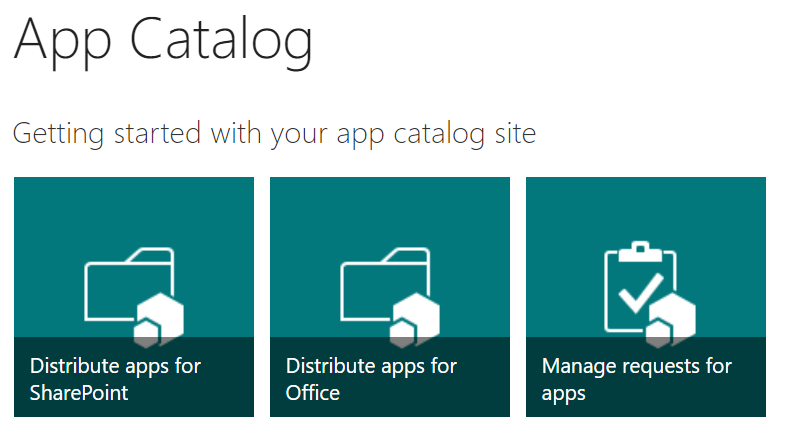 App Catalog
Getting started with your app catalog site
Distribute apps for
SharePoint
Distribute apps for
Office
Manage requests for
apps